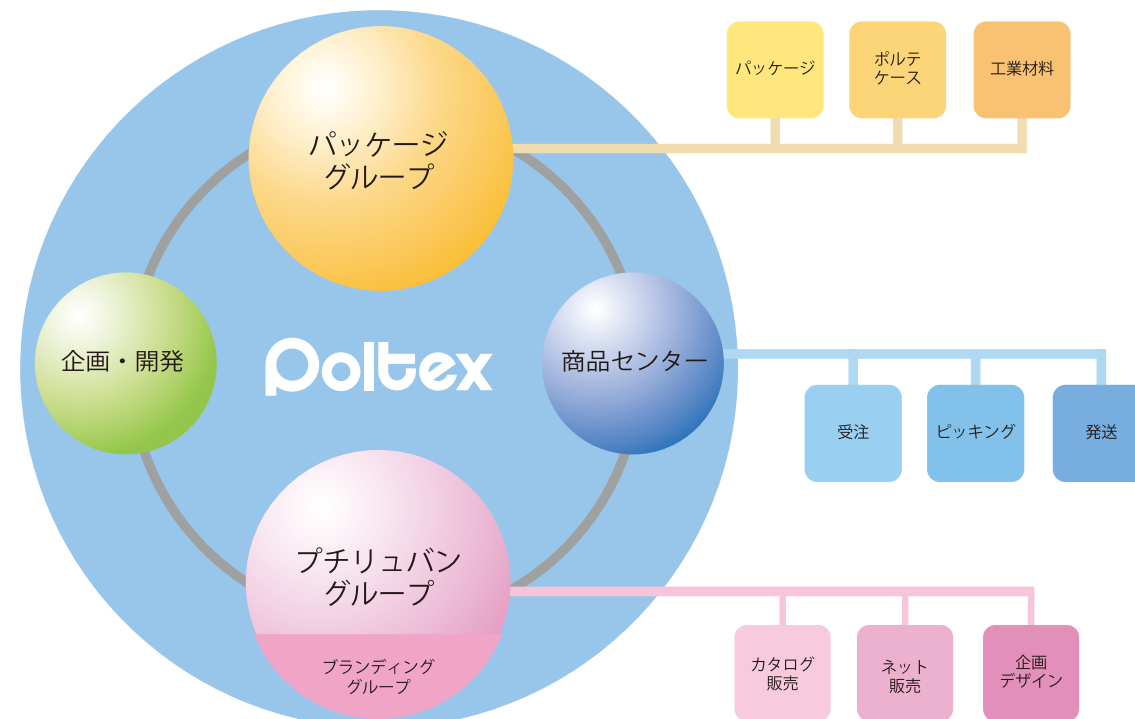 パッケージ
グループ
パッケージ
ポルテ
ケース
工業材料
企画・開発
Poltex
商品センター
受注
ピッキング
発送
プチリュバン
グループ
ブランディング
グループ
カタログ
販売
ネット
販売
企画
デザイン